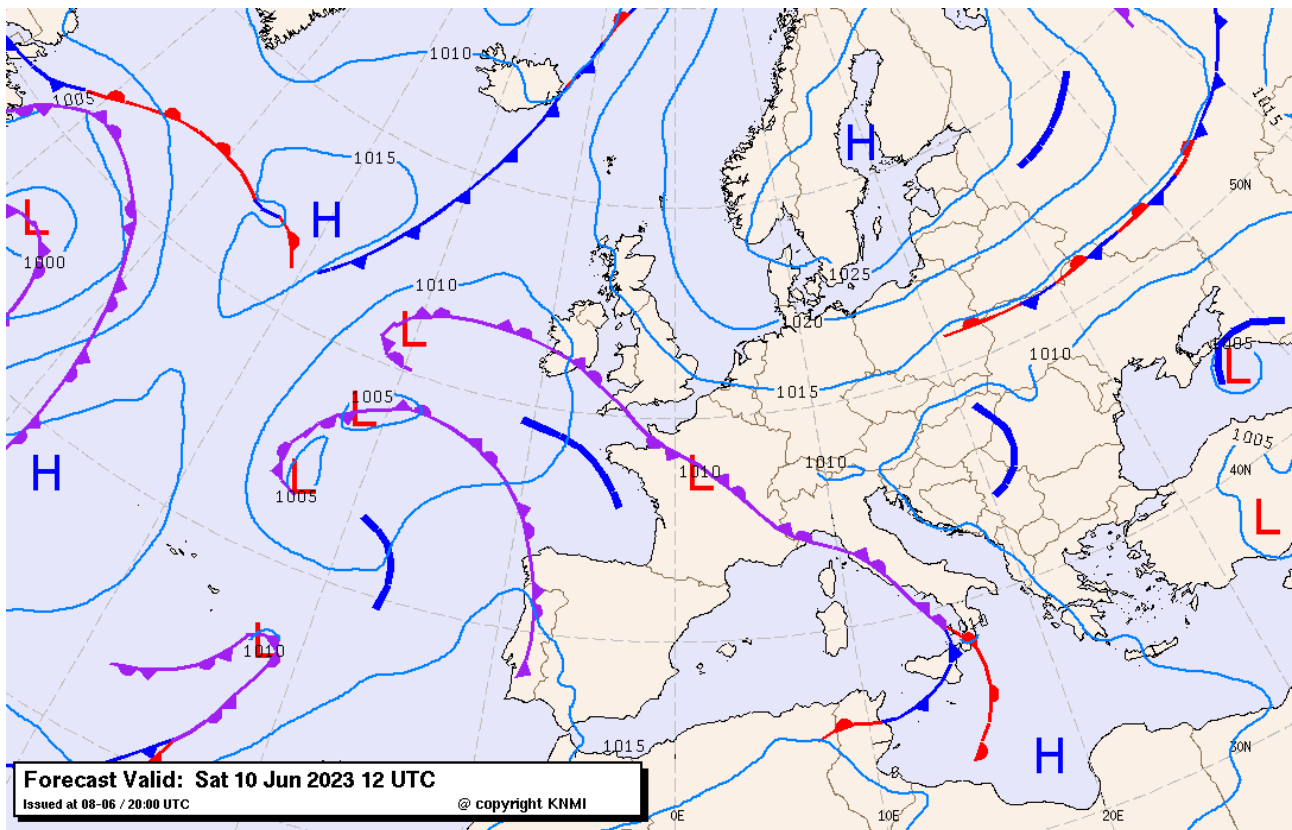 1010
1005
1015
1015
H
50N
L
H
1000
1025
1010
1020
L
1005
1010
L
1015
1005
L
1005
H
L
1005
1010
L
1010
40N
L
L
1010
1015
H
30N
Forecast Valid: Sat 10 Jun 2023 12 UTC
Issued at 08-06 / 20:00 UTC
@ copyright KNMI
0E
10E
20E